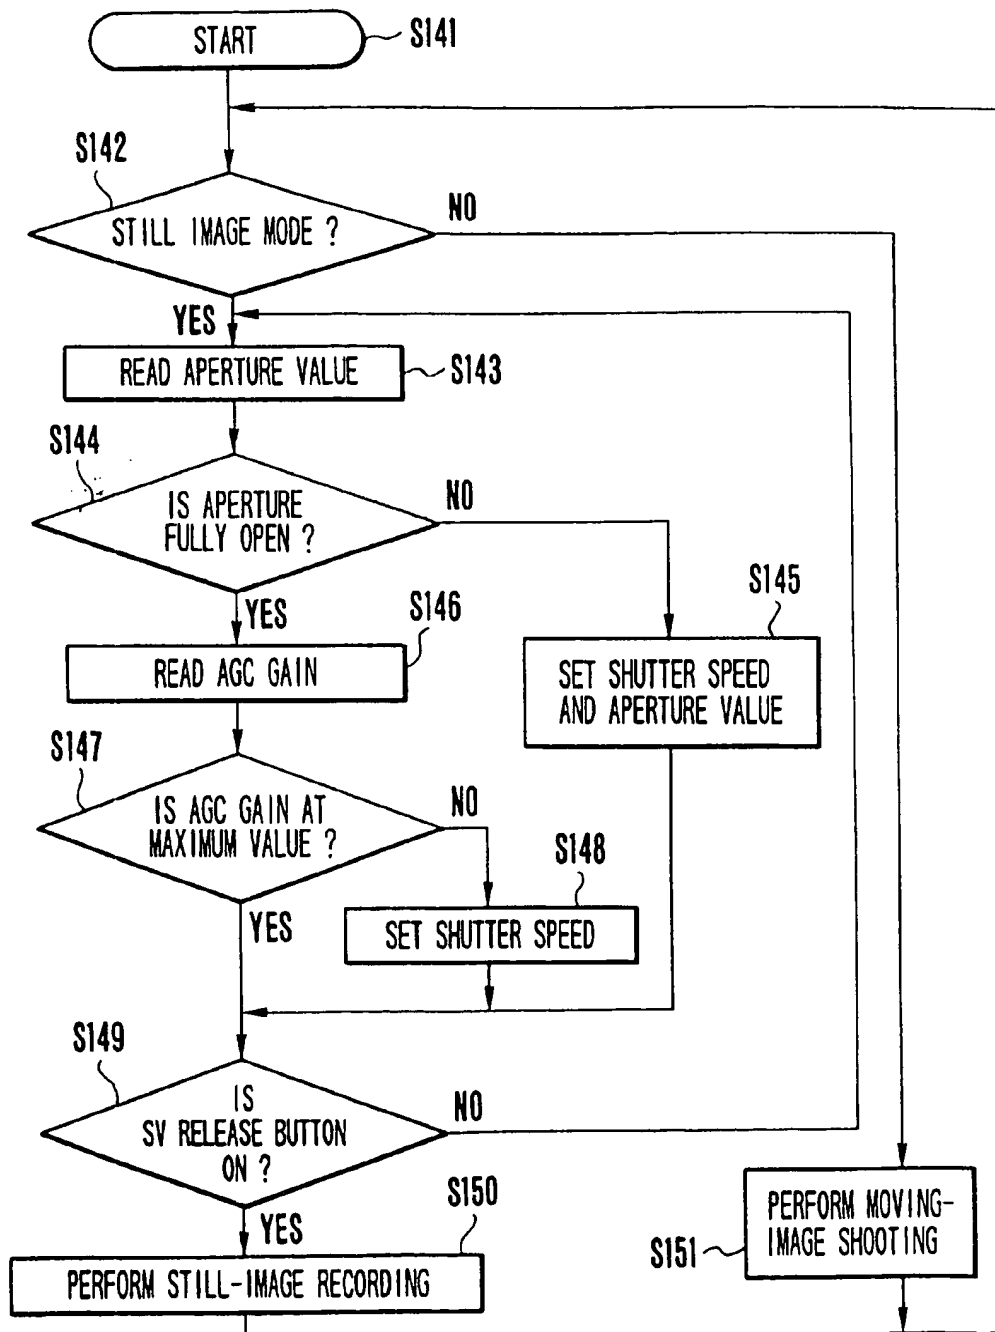 START
S141
S142
STILL IMAGE MODE ?
NO
YES
READ APERTURE VALUE
S143
S144
IS APERTURE
FULLY OPEN ?
NO
YES
S146
S145
READ AGC GAIN
SET SHUTTER SPEED
AND APERTURE VALUE
S147
IS AGC GAIN AT
MAXIMUM VALUE ?
NO
YES
S148
SET SHUTTER SPEED
S149
IS
SV RELEASE BUTTON
ON ?
NO
YES
S150
PERFORM STILL-IMAGE RECORDING
PERFORM MOVING-
IMAGE SHOOTING
S151